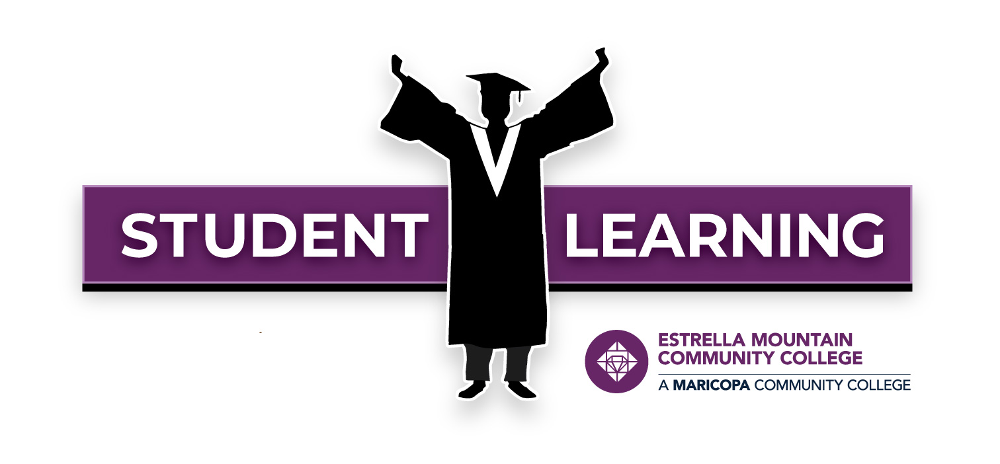 STUDENT LEARNING
ESTRELLA MOUNTAIN
COMMUNITY COLLEGE
A MARICOPA COMMUNITY COLLEGE